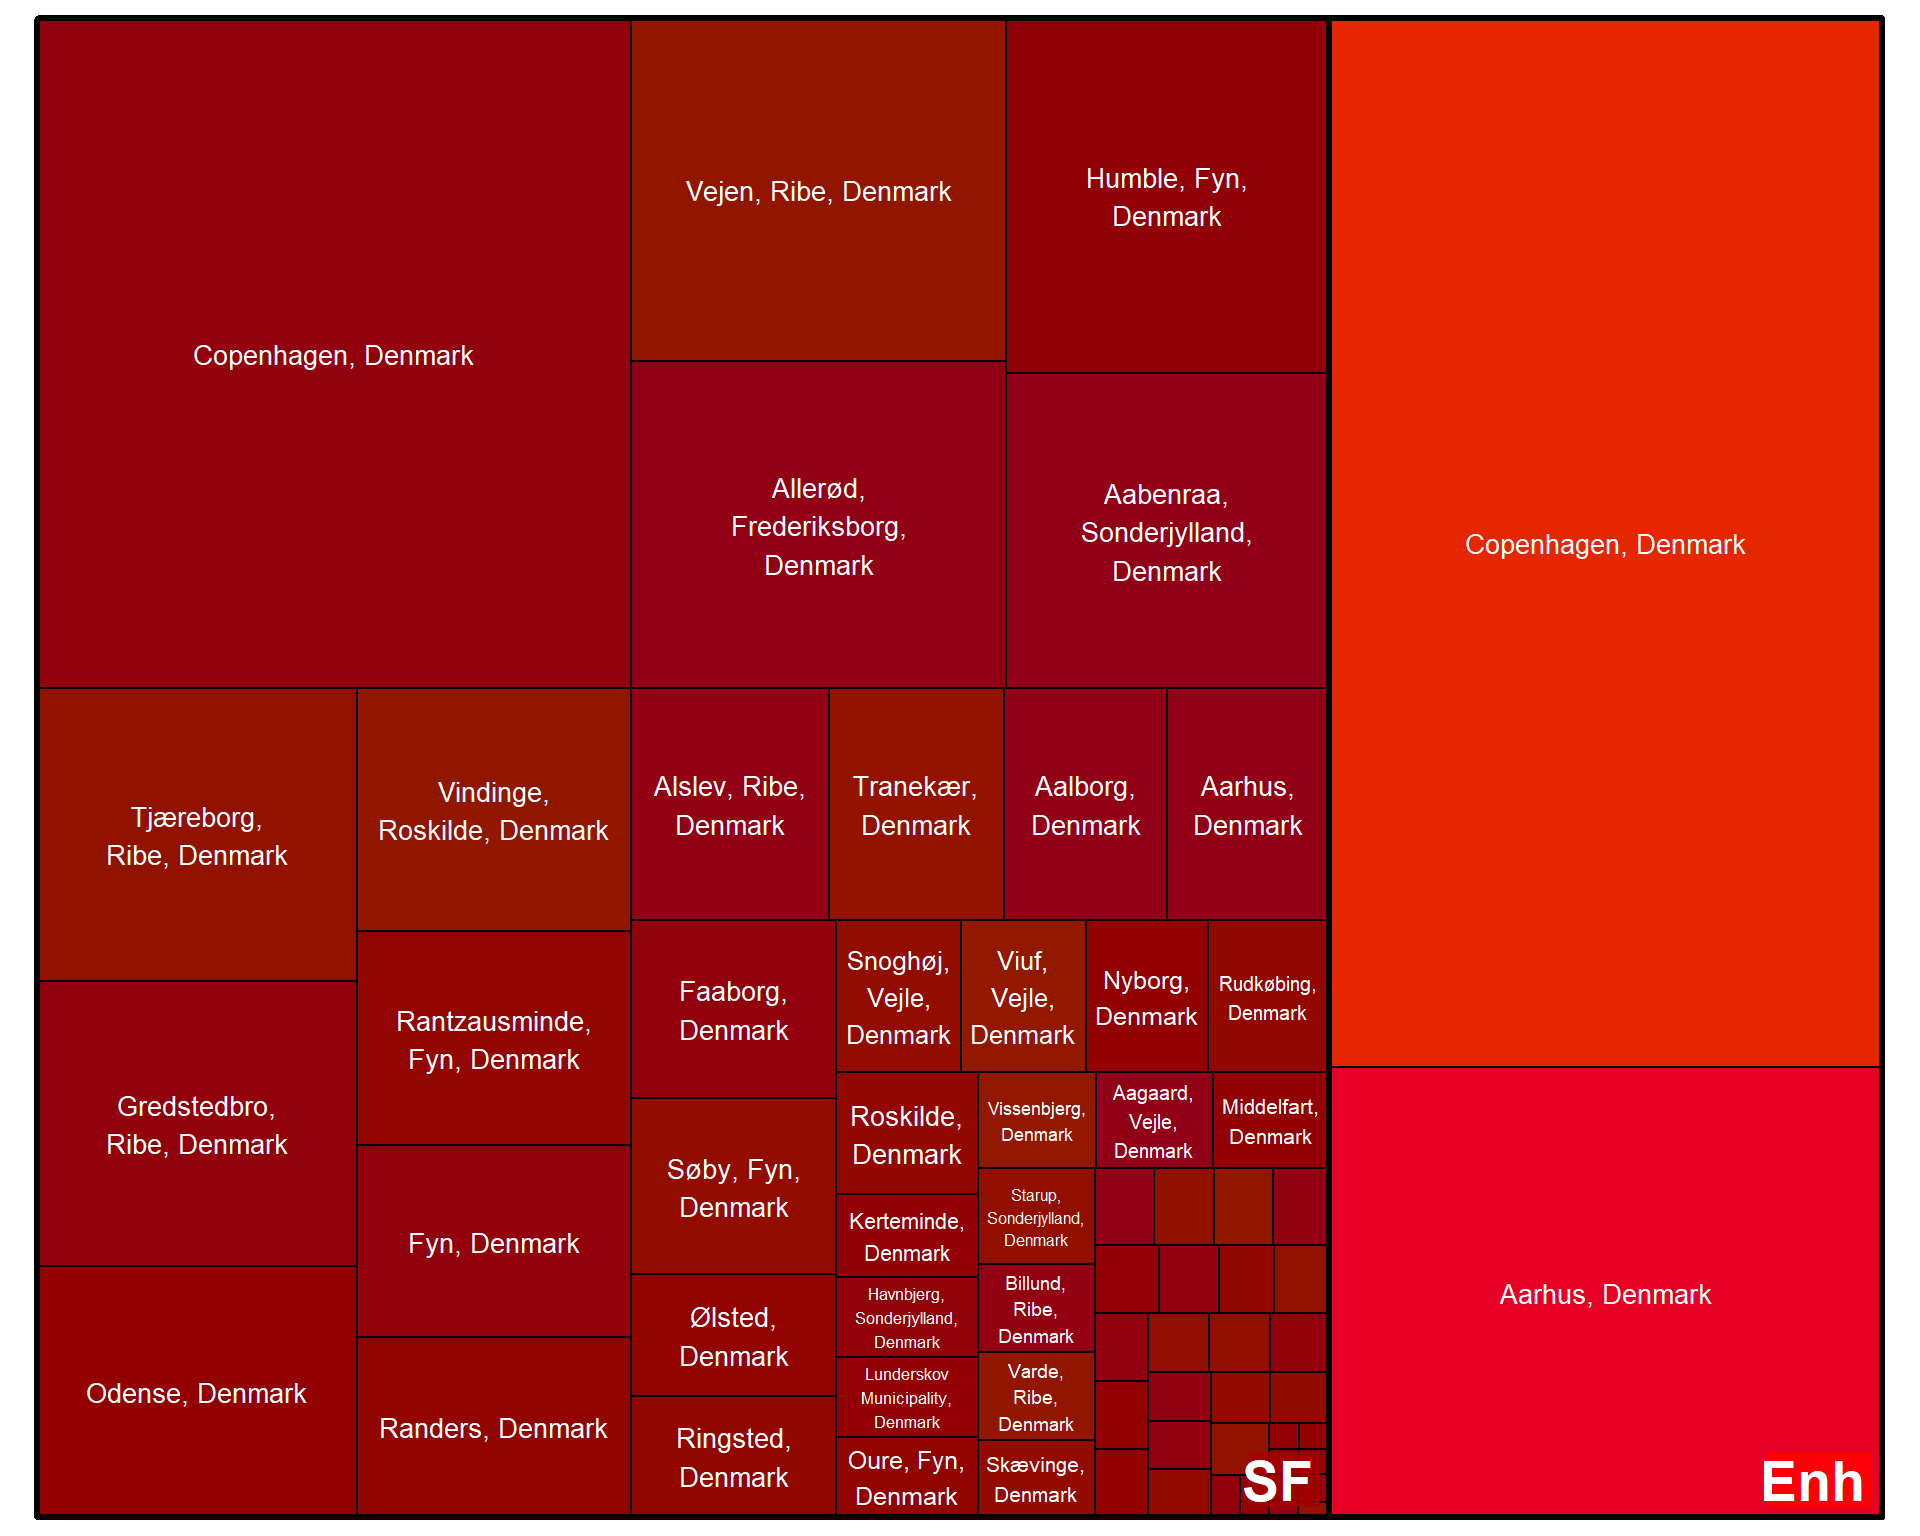 Copenhagen, Denmark
Vejen, Ribe, Denmark
Humble, Fyn,
Denmark
Allerød,
Frederiksborg,
Denmark
Aabenraa,
Sonderjylland,
Denmark
Tjæreborg,
Ribe, Denmark
Vindinge,
Roskilde, Denmark
Gredstedbro,
Ribe, Denmark
Rantzausminde,
Fyn, Denmark
Fyn, Denmark
Odense, Denmark
Randers, Denmark
Alslev, Ribe,
Denmark
Tranekær,
Denmark
Aalborg,
Denmark
Aarhus,
Denmark
Faaborg,
Denmark
Søby, Fyn,
Denmark
Ølsted,
Denmark
Ringsted,
Denmark
Snoghøj,
Vejle,
Denmark
Viuf,
Vejle,
Denmark
Nyborg,
Denmark
Rudkøbing,
Denmark
Roskilde,
Denmark
Kerteminde,
Denmark
Havnbjerg,
Sonderjylland,
Denmark
Lunderskov
Municipality,
Denmark
Oure, Fyn,
Denmark
Vissenbjerg,
Denmark
Aagaard,
Vejle,
Denmark
Middelfart,
Denmark
Starup,
Sonderjylland,
Denmark
Billund,
Ribe,
Denmark
Varde,
Ribe,
Denmark
Skævinge,
Denmark
SF
Copenhagen, Denmark
Aarhus, Denmark
Enh